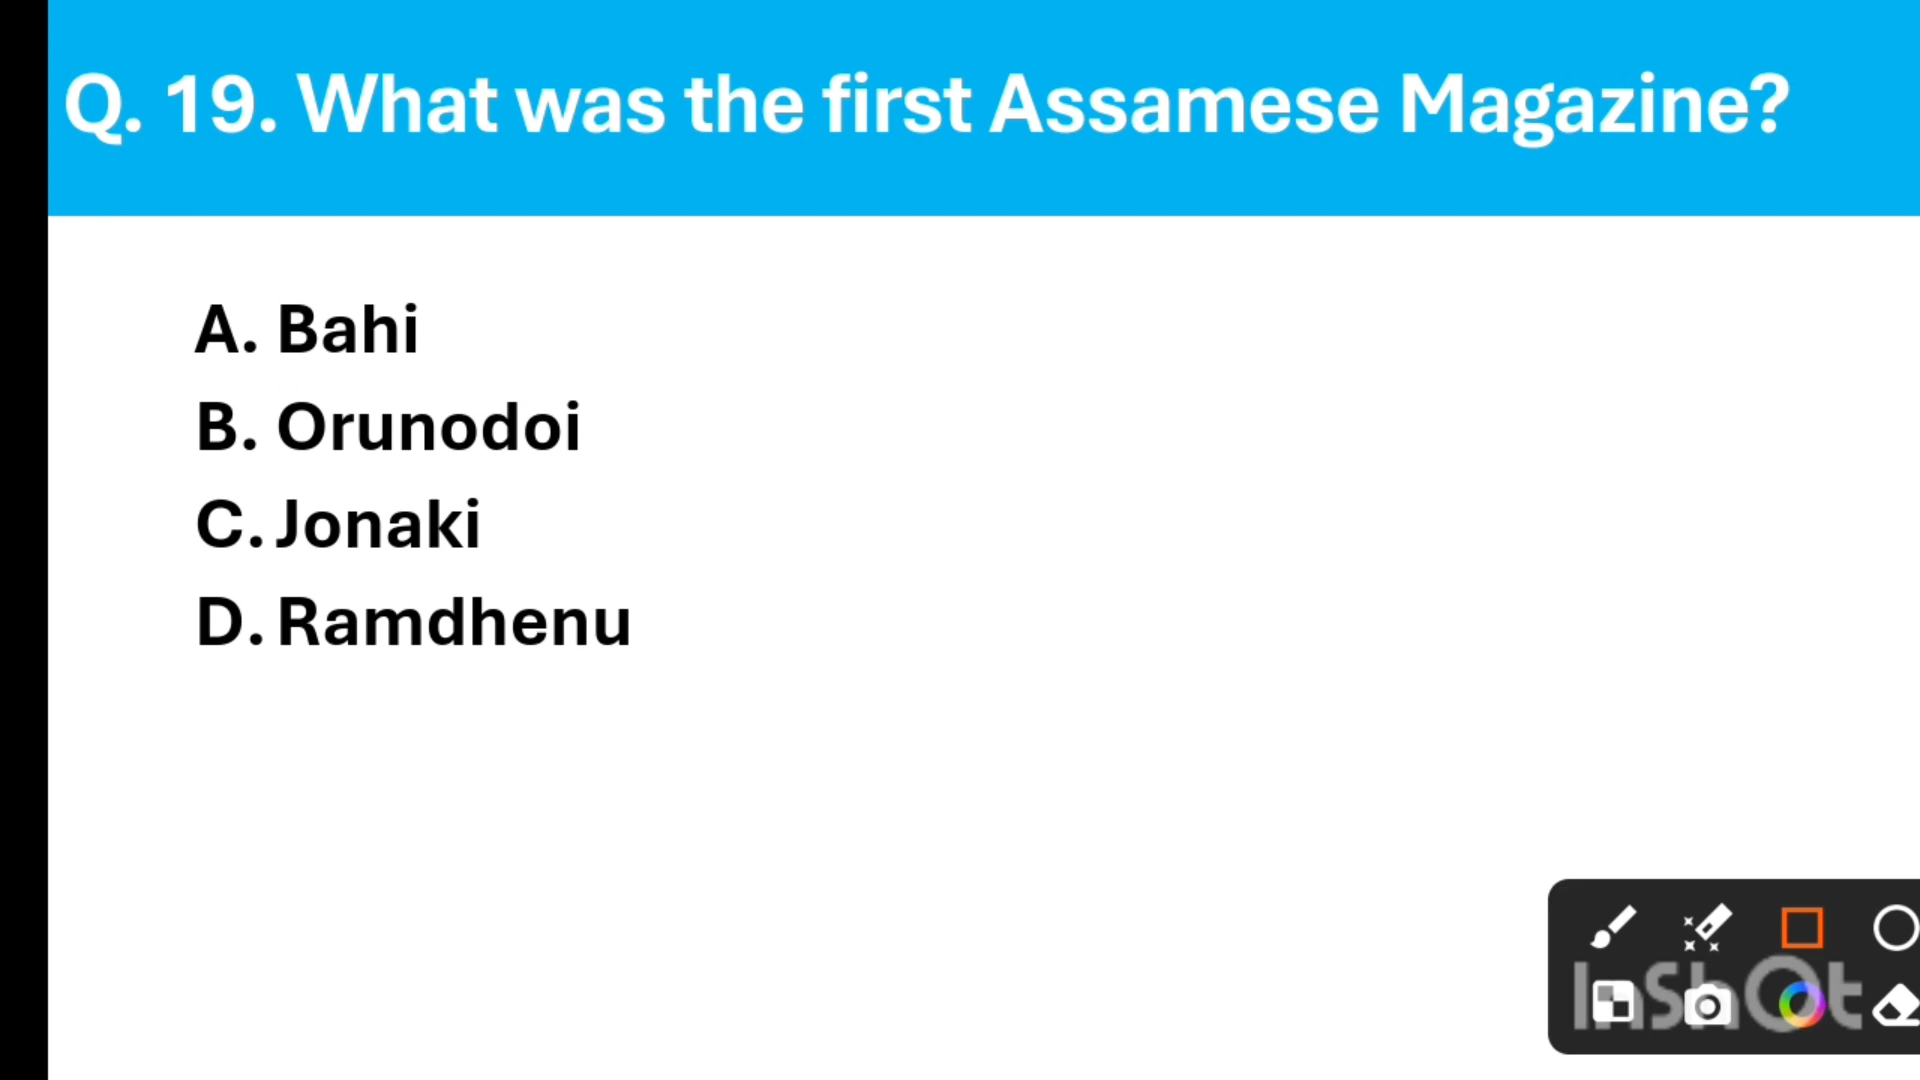 Q. 19. What was the first Assamese Magazine?
A. Bahi
B. Orunodoi
C. Jonaki
D. Ramdhenu
InShOt